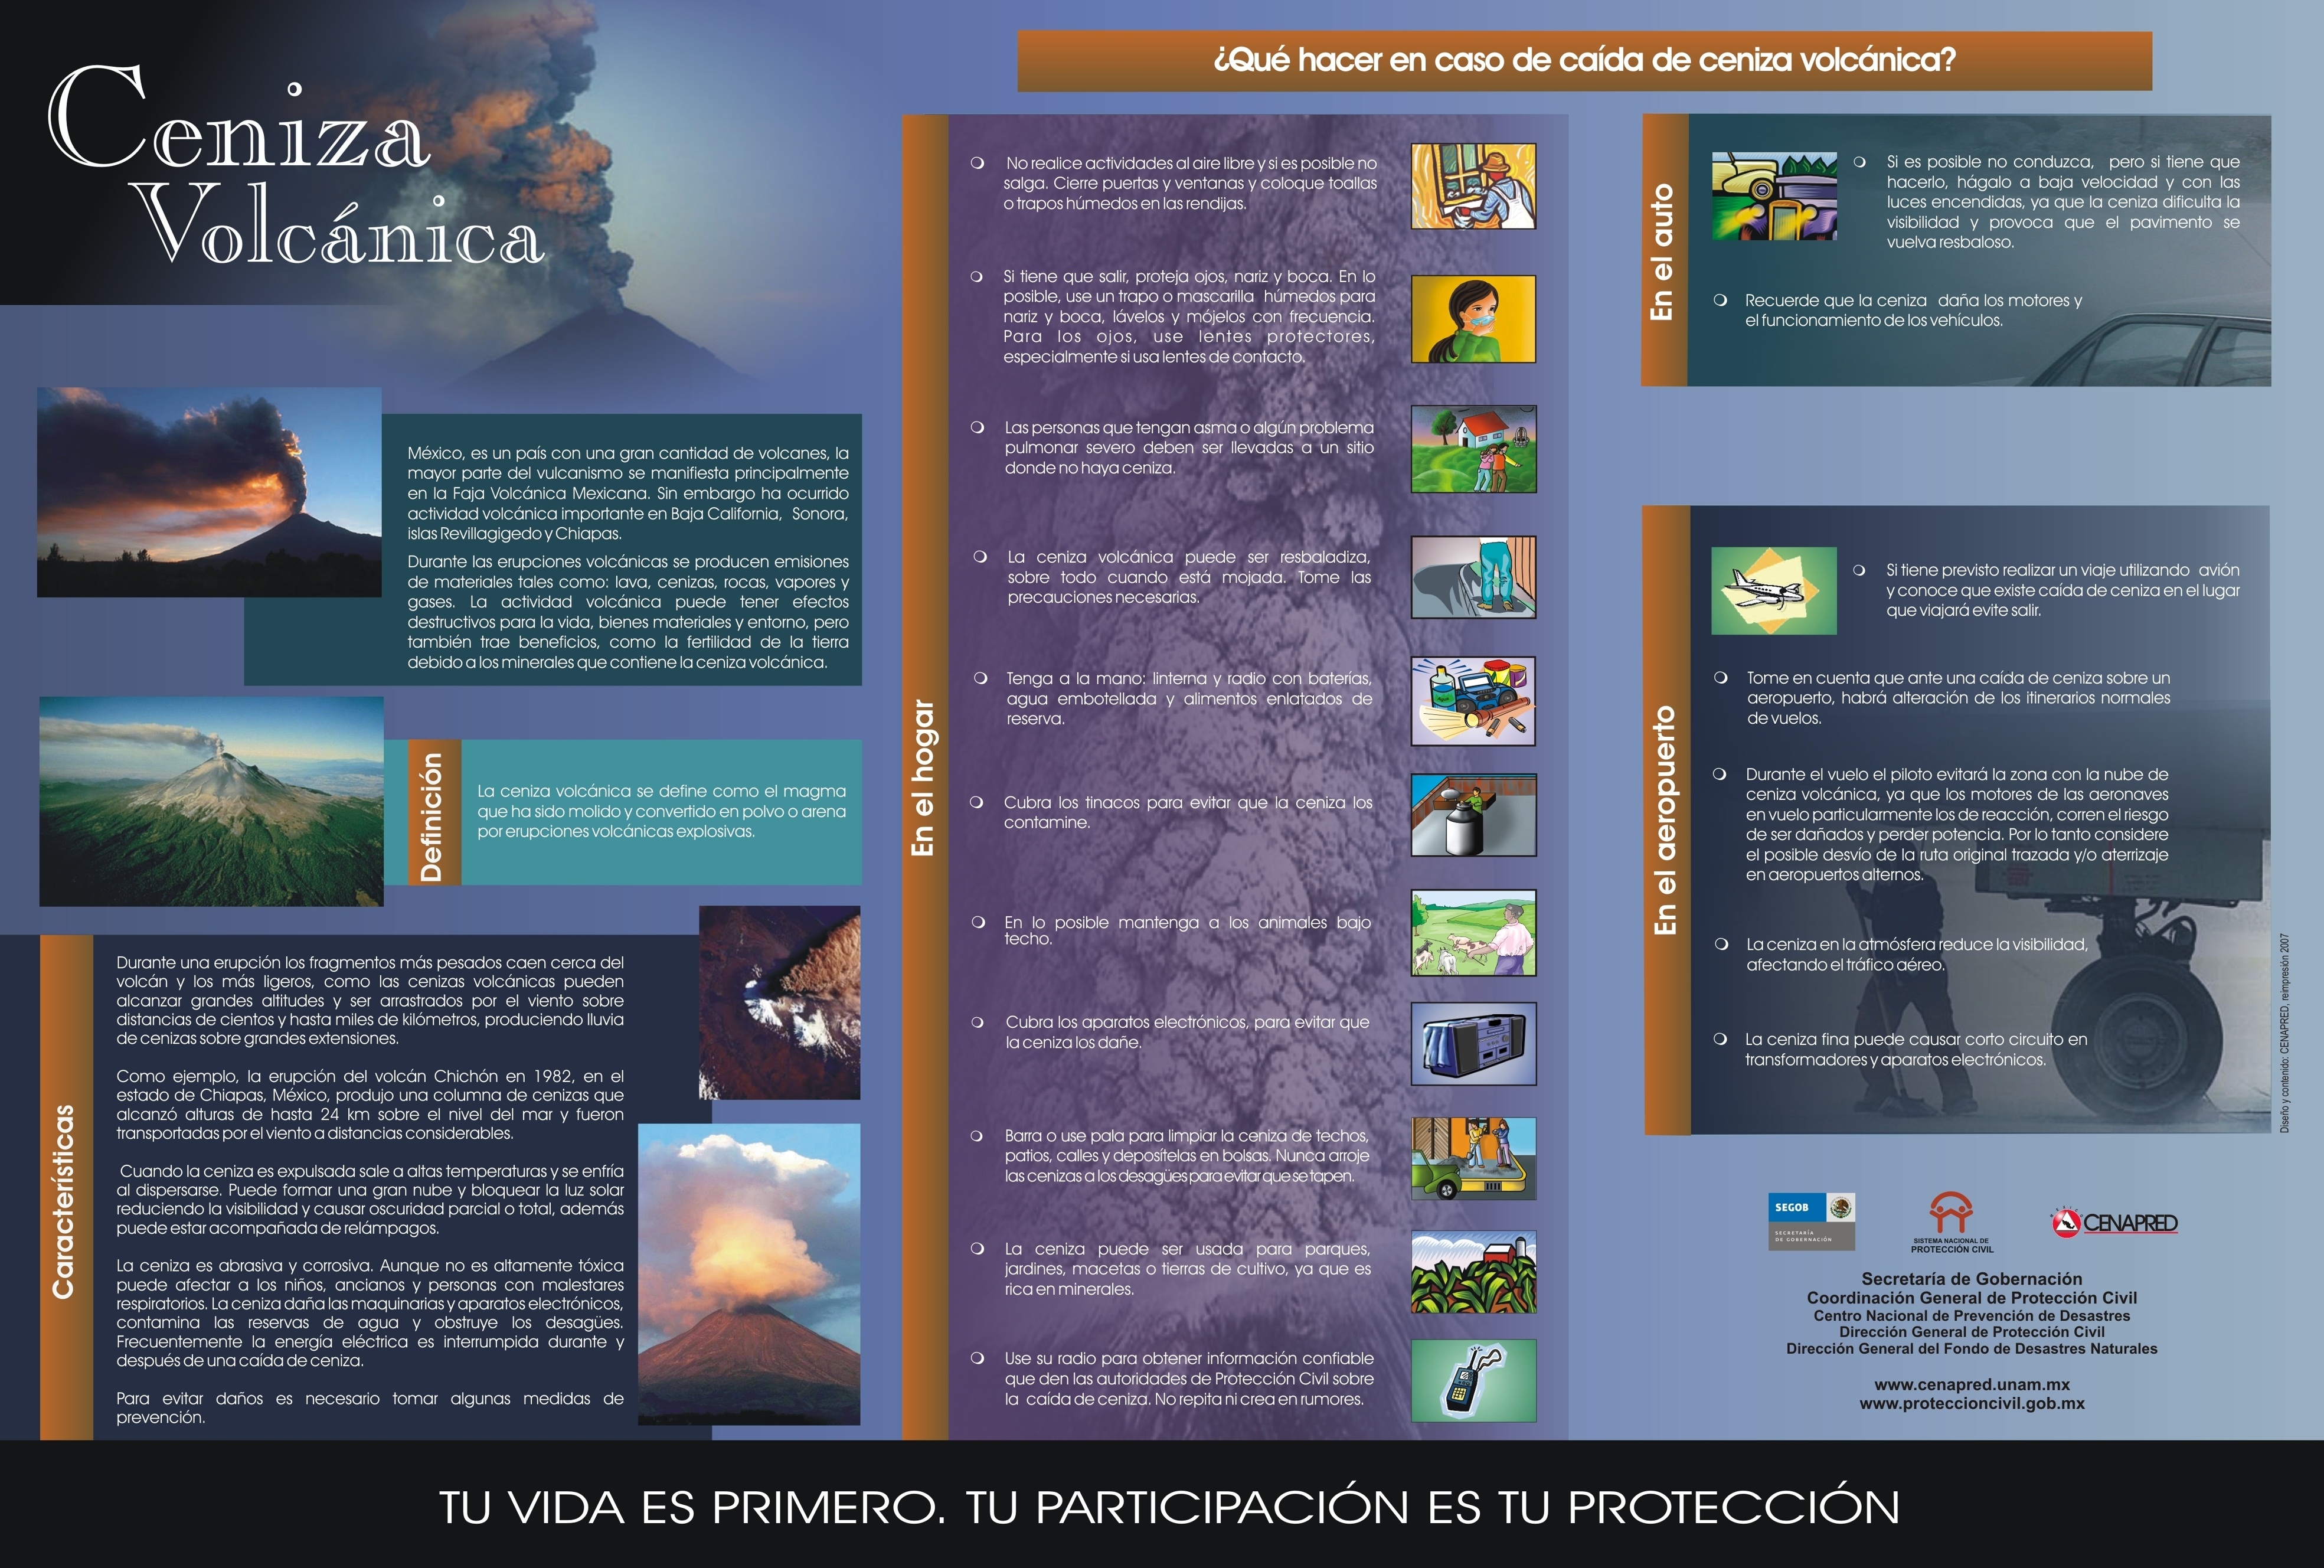 Ceniza
Volcánica
México, es un país con una gran cantidad de volcanes, la
mayor parte del vulcanismo se manifiesta principalmente
en la Faja Volcánica Mexicana. Sin embargo ha ocurrido
actividad volcánica importante en Baja California, Sonora,
islas Revillagigedo y Chiapas.
Durante las erupciones volcánicas se producen emisiones
de materiales tales como: lava, cenizas, rocas, vapores y
gases. La actividad volcánica puede tener efectos
destructivos para la vida, bienes materiales y entorno, pero
también trae beneficios, como la fertilidad de la tierra
debido a los minerales que contiene la ceniza volcánica.
Definición
La ceniza volcánica se define como el magma
que ha sido molido y convertido en polvo o arena
por erupciones volcánicas explosivas.
Características
Durante una erupción los fragmentos más pesados caen cerca del
volcán y los más ligeros, como las cenizas volcánicas pueden
alcanzar grandes altitudes y ser arrastrados por el viento sobre
distancias de cientos y hasta miles de kilómetros, produciendo lluvia
de cenizas sobre grandes extensiones.
Como ejemplo, la erupción del volcán Chichón en 1982, en el
estado de Chiapas, México, produjo una columna de cenizas que
alcanzó alturas de hasta 24 km sobre el nivel del mar y fueron
transportadas por el viento a distancias considerables.
Cuando la ceniza es expulsada sale a altas temperaturas y se enfría
al dispersarse. Puede formar una gran nube y bloquear la luz solar
reduciendo la visibilidad y causar oscuridad parcial o total, además
puede estar acompañada de relámpagos.
La ceniza es abrasiva y corrosiva. Aunque no es altamente tóxica
puede afectar a los niños, ancianos y personas con malestares
respiratorios. La ceniza daña las maquinarias y aparatos electrónicos,
contamina las reservas de agua y obstruye los desagües.
Frecuentemente la energía eléctrica es interrumpida durante y
después de una caída de ceniza.
Para evitar daños es necesario tomar algunas medidas de
prevención.
¿Qué hacer en caso de caída de ceniza volcánica?
En el hogar
No realice actividades al aire libre y si es posible no
salga. Cierre puertas y ventanas y coloque toallas
o trapos húmedos en las rendijas.
Si tiene que salir, proteja ojos, nariz y boca. En lo
posible, use un trapo o mascarilla húmedos para
nariz y boca, lávelos y mójelos con frecuencia.
Para los ojos, use lentes protectores,
especialmente si usa lentes de contacto.
Las personas que tengan asma o algún problema
pulmonar severo deben ser llevadas a un sitio
donde no haya ceniza.
La ceniza volcánica puede ser resbaladiza,
sobre todo cuando está mojada. Tome las
precauciones necesarias.
Tenga a la mano: linterna y radio con baterías,
agua embotellada y alimentos enlatados de
reserva.
Cubra los tinacos para evitar que la ceniza los
contamine.
En lo posible mantenga a los animales bajo
techo.
Cubra los aparatos electrónicos, para evitar que
la ceniza los dañe.
Barra o use pala para limpiar la ceniza de techos,
patios, calles y deposítelas en bolsas. Nunca arroje
las cenizas a los desagües para evitar que se tapen.
La ceniza puede ser usada para parques,
jardines, macetas o tierras de cultivo, ya que es
rica en minerales.
Use su radio para obtener información confiable
que den las autoridades de Protección Civil sobre
la caída de ceniza. No repita ni crea en rumores.
En el auto
Si es posible no conduzca, pero si tiene que
hacerlo, hágalo a baja velocidad y con las
luces encendidas, ya que la ceniza dificulta la
visibilidad y provoca que el pavimento se
vuelva resbaloso.
Recuerde que la ceniza daña los motores y
el funcionamiento de los vehículos.
En el aeropuerto
Si tiene previsto realizar un viaje utilizando avión
y conoce que existe caída de ceniza en el lugar
que viajará evite salir.
Tome en cuenta que ante una caída de ceniza sobre un
aeropuerto, habrá alteración de los itinerarios normales
de vuelos.
Durante el vuelo el piloto evitará la zona con la nube de
ceniza volcánica, ya que los motores de las aeronaves
en vuelo particularmente los de reacción, corren el riesgo
de ser dañados y perder potencia. Por lo tanto considere
el posible desvío de la ruta original trazada y/o aterrizaje
en aeropuertos alternos.
La ceniza en la atmósfera reduce la visibilidad,
afectando el tráfico aéreo.
La ceniza fina puede causar corto circuito en
transformadores y aparatos electrónicos.
Diseño y contenido: CENAPRED, reimpresión 2007
SEGOB
SECRETARÍA
DE GOBERNACIÓN
SISTEMA NACIONAL DE
PROTECCIÓN CIVIL
CENAPRED
Secretaría de Gobernación
Coordinación General de Protección Civil
Centro Nacional de Prevención de Desastres
Dirección General de Protección Civil
Dirección General del Fondo de Desastres Naturales
www.cenapred.unam.mx
www.proteccioncivil.gob.mx
TU VIDA ES PRIMERO. TU PARTICIPACIÓN ES TU PROTECCIÓN